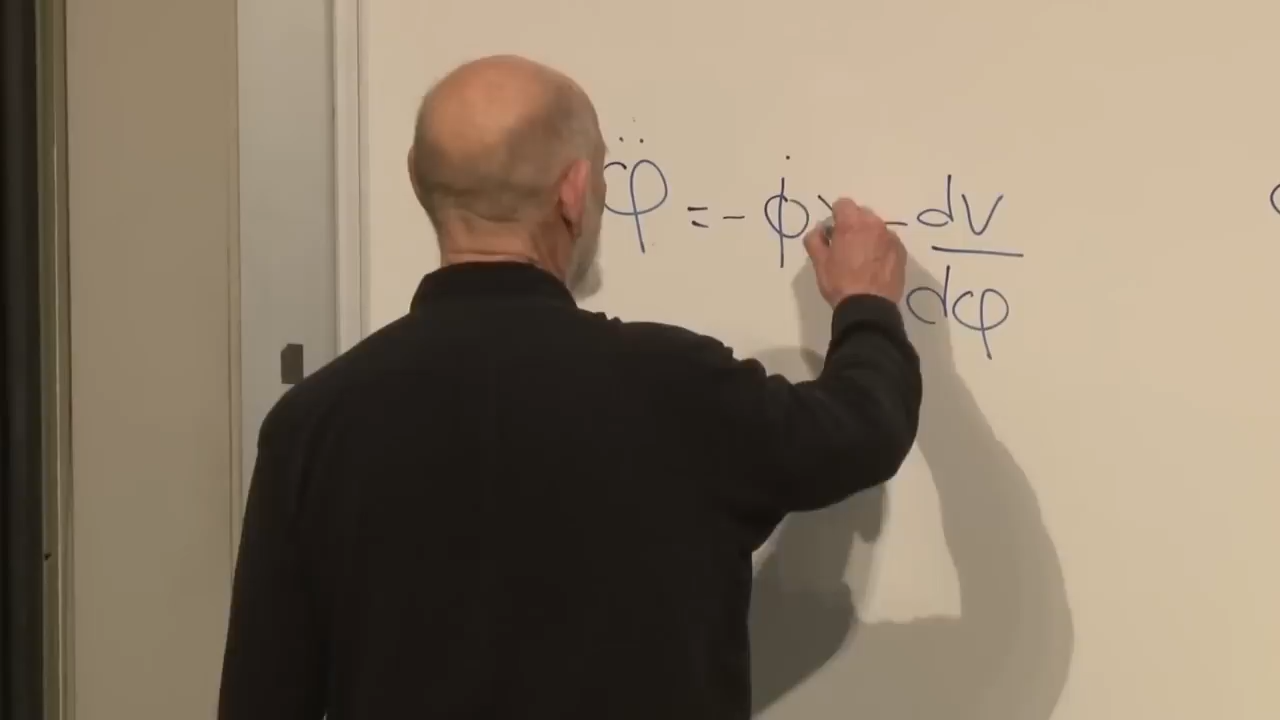 φ̈ = - φ̇ - dV
dφ